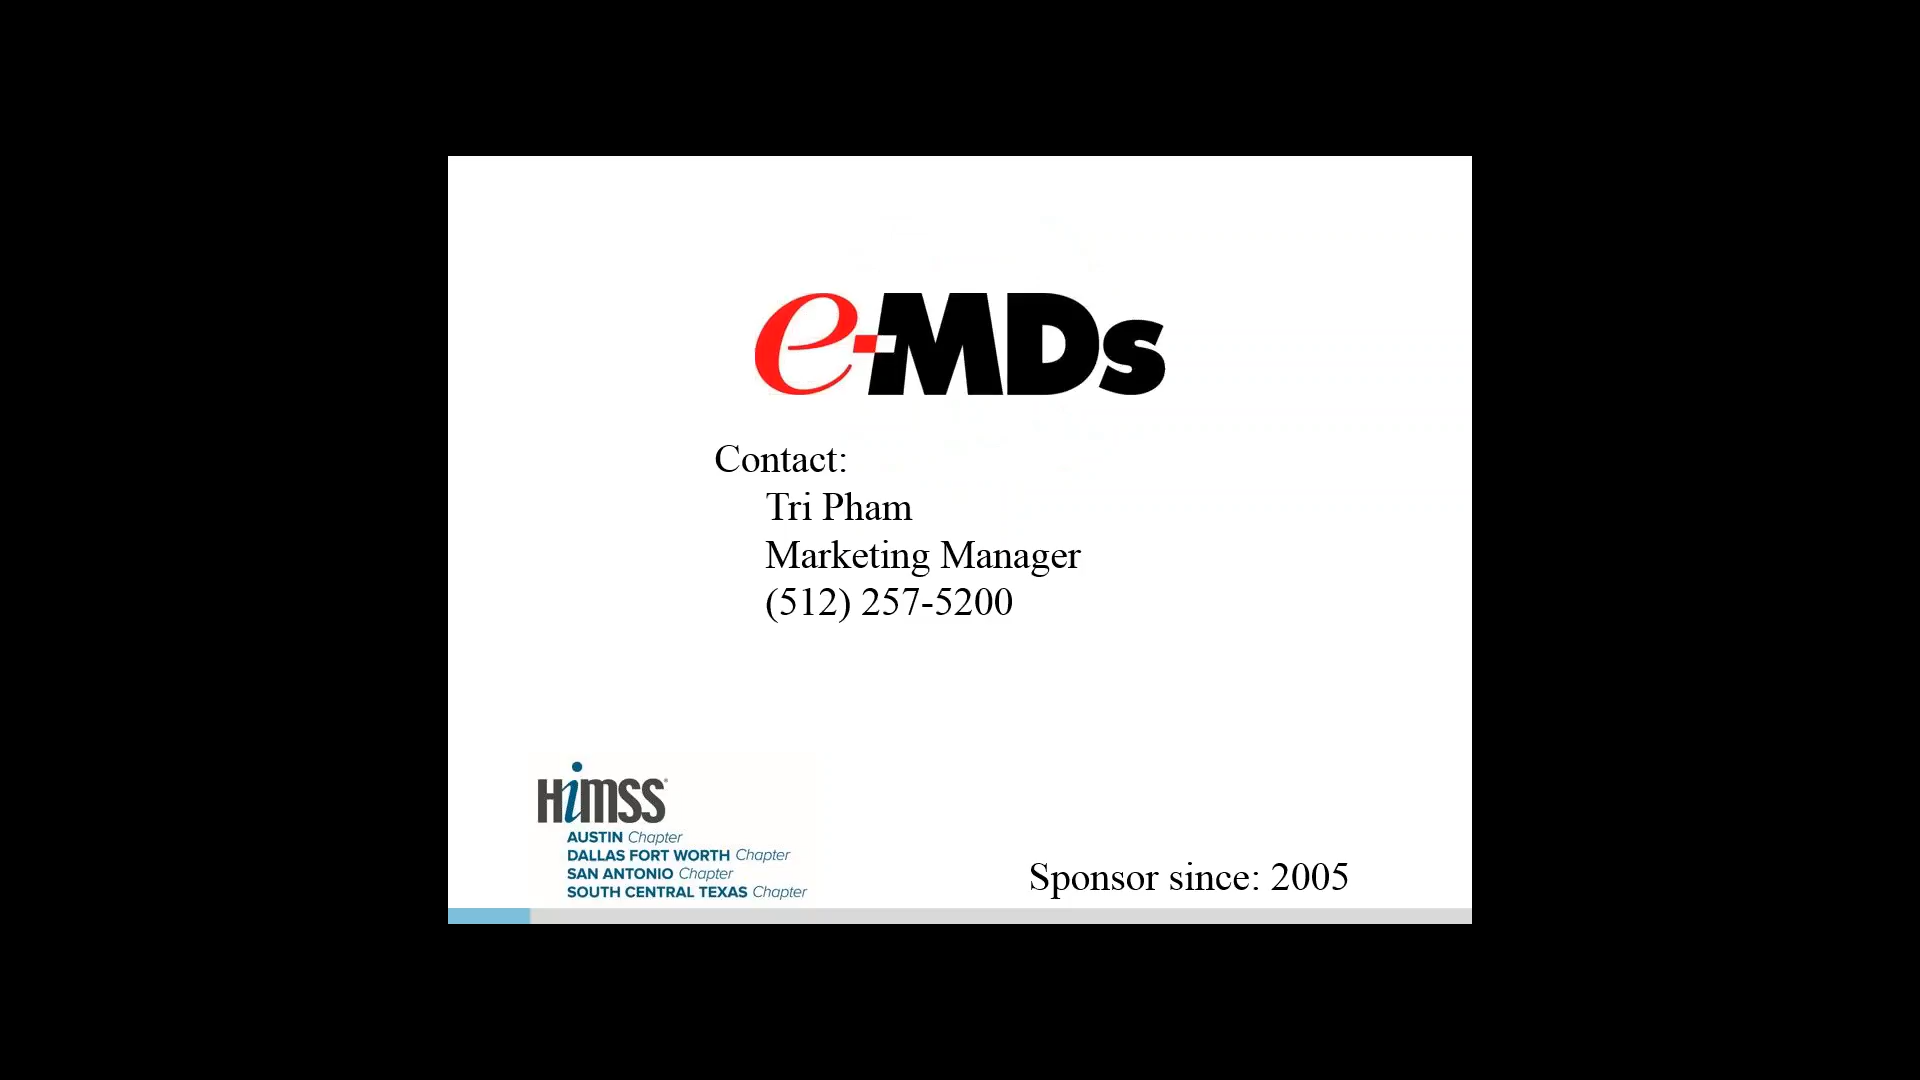 e-MDs
Contact:
Tri Pham
Marketing Manager
(512) 257-5200
HiMSS®
AUSTIN Chapter
DALLAS FORT WORTH Chapter
SAN ANTONIO Chapter
SOUTH CENTRAL TEXAS Chapter
Sponsor since: 2005